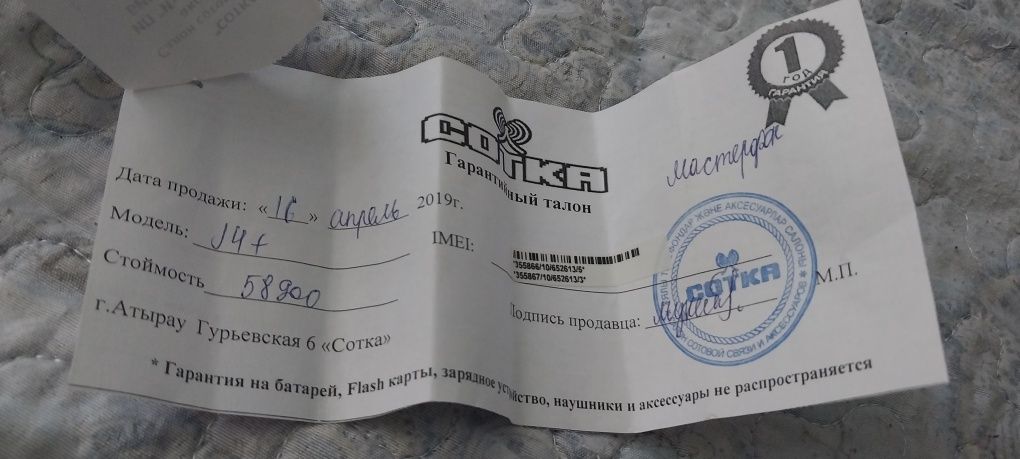 СОТКА
Гарантийный талон
1
ГОД
ГАРАНТИЯ
мастерфон
Дата продажи: «16» апрель 2019г.
Модель: J4+
IMEI:
*355866/10/652613/5*
*355867/10/652613/3*
Стоймость 58900
Подпись продавца:
М.П.
СОТКА
г.Атырау Гурьевская 6 «Сотка»
* Гарантия на батарей, Flash карты, зарядное устройство, наушники и аксессуары не распространяется